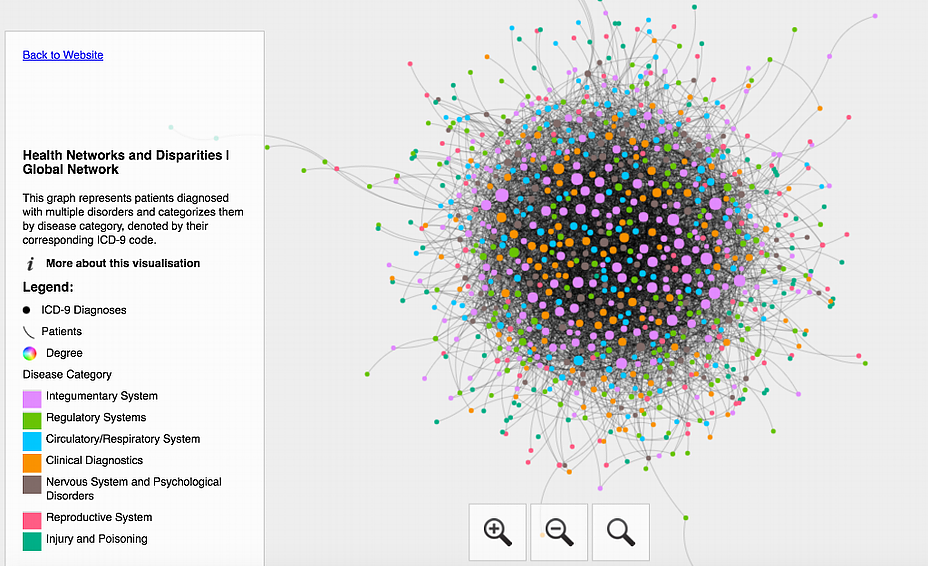 Back to Website
Health Networks and Disparities |
Global Network
This graph represents patients diagnosed
with multiple disorders and categorizes them
by disease category, denoted by their
corresponding ICD-9 code.
i More about this visualisation
Legend:
ICD-9 Diagnoses
Patients
Degree
Disease Category
Integumentary System
Regulatory Systems
Circulatory/Respiratory System
Clinical Diagnostics
Nervous System and Psychological
Disorders
Reproductive System
Injury and Poisoning